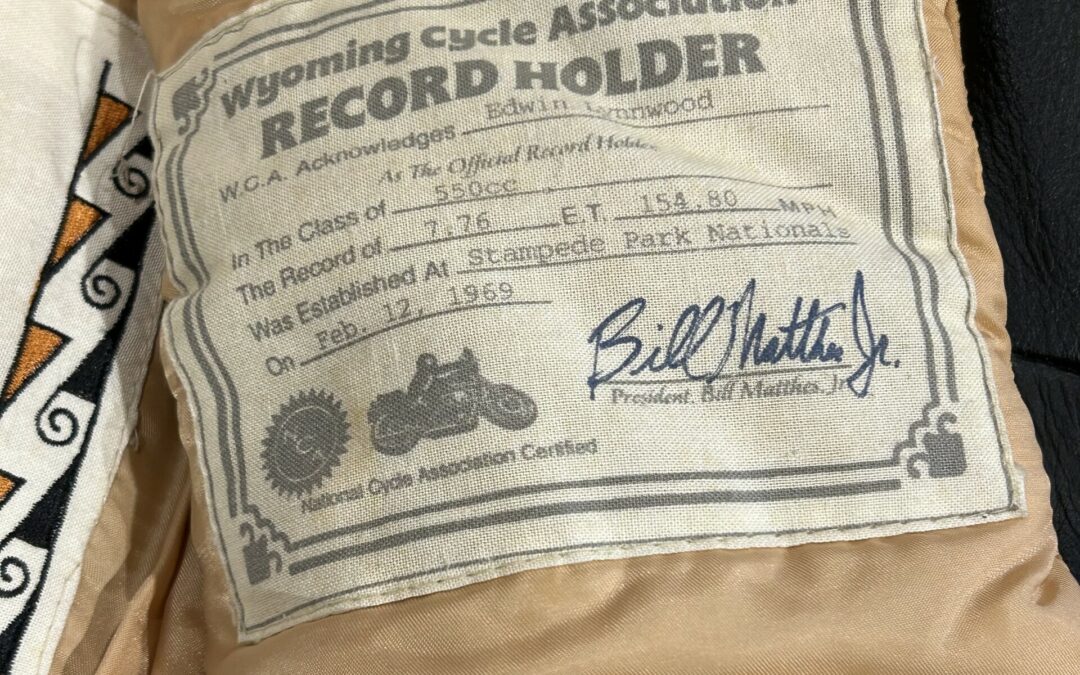 Wyoming Cycle Association
RECORD HOLDER
W.C.A. Acknowledges Edwin Lynnwood
As The Official Record Holder
In The Class of 550cc
The Record of 7.76 E.T. 154.80 MPH
Was Established At Stampede Park Nationals
On Feb. 12, 1969
Bill Matthes Jr.
President Bill Matthes, Jr.
National Cycle Association Certified